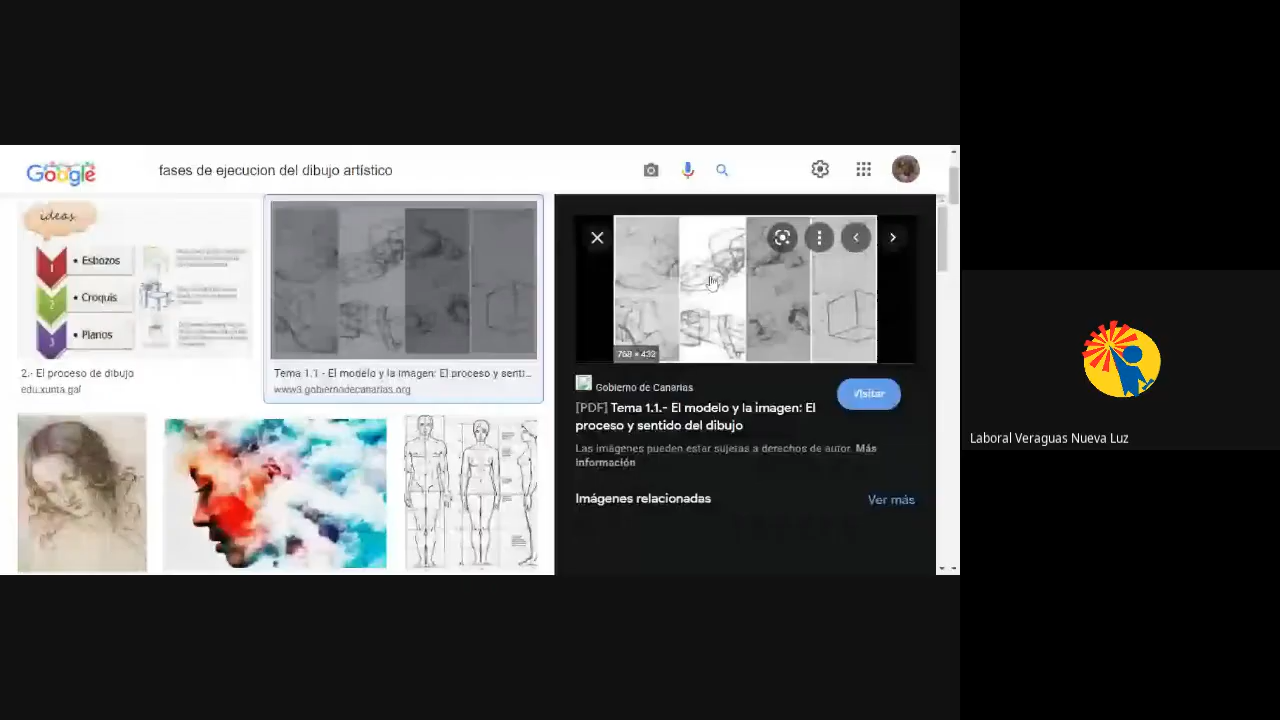 Google
fases de ejecucion del dibujo artístico
ideas
1
• Esbozos
2
• Croquis
3
• Planos
2.- El proceso de dibujo
edu.xunta.gal
Tema 1.1 - El modelo y la imagen: El proceso y senti...
www3.gobiernodecanarias.org
768 × 432
Gobierno de Canarias
Visitar
[PDF] Tema 1.1.- El modelo y la imagen: El
proceso y sentido del dibujo
Las imágenes pueden estar sujetas a derechos de autor. Más
información
Imágenes relacionadas
Ver más
Laboral Veraguas Nueva Luz